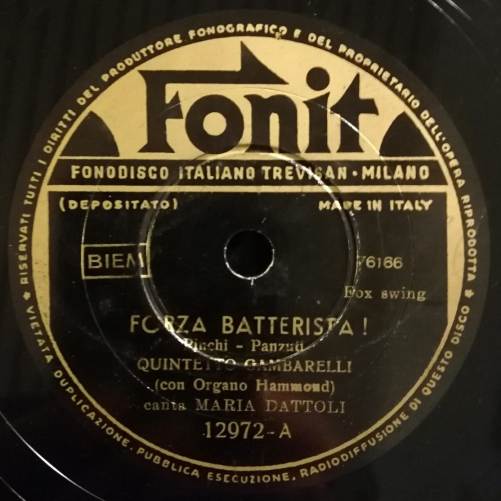 RISERVATI TUTTI I DIRITTI DEL PRODUTTORE FONOGRAFICO E DEL PROPRIETARIO DELL'OPERA RIPRODOTTA
Fonit
FONODISCO ITALIANO TREVISAN • MILANO
(DEPOSITATO) MADE IN ITALY
BIEM 76166
Fox swing
FORZA BATTERISTA !
Pinchi - Panzuti
QUINTETTO GAMBARELLI
(con Organo Hammond)
canta MARIA DATTOLI
12972-A
VIETATA DUPLICAZIONE, PUBBLICA ESECUZIONE, RADIODIFFUSIONE DI QUESTO DISCO